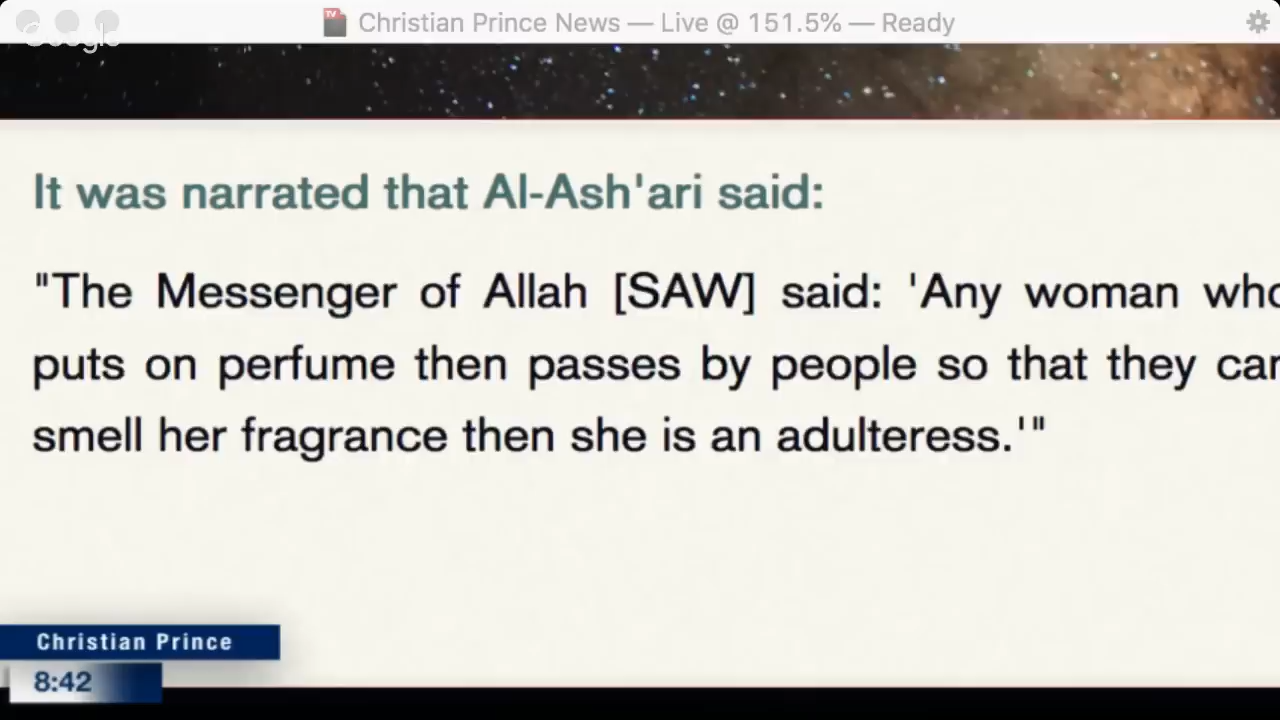 TV Christian Prince News — Live @ 151.5% — Ready
Google
It was narrated that Al-Ash'ari said:
"The Messenger of Allah [SAW] said: 'Any woman who
puts on perfume then passes by people so that they can
smell her fragrance then she is an adulteress.'"
Christian Prince
8:42